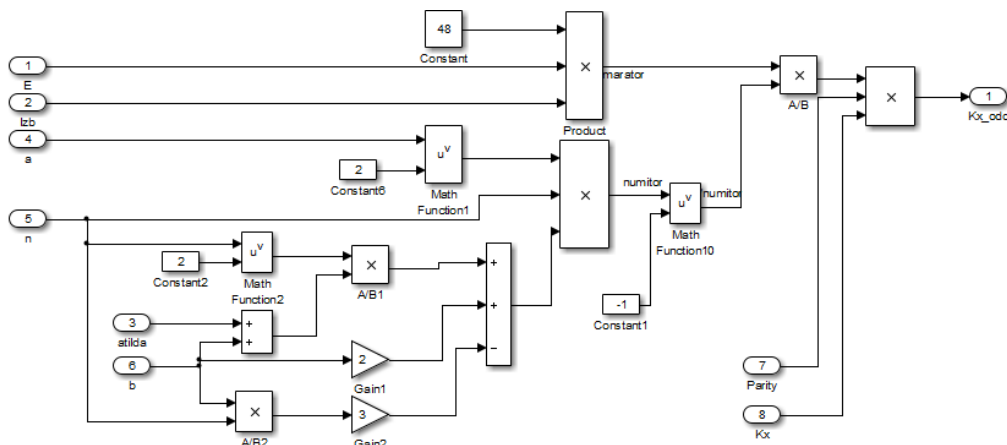 48
Constant
1
E
2
Izb
4
a
×
Product
marator
×
A/B
×
1
Kx_odc
u^v
Math
Function1
2
Constant6
×
numitor
u^v
/numitor
Math
Function10
5
n
2
Constant2
u^v
Math
Function2
×
A/B1
+
+
−
-1
Constant1
3
atilda
+
+
6
b
2
Gain1
×
A/B2
3
Gain2
7
Parity
8
Kx